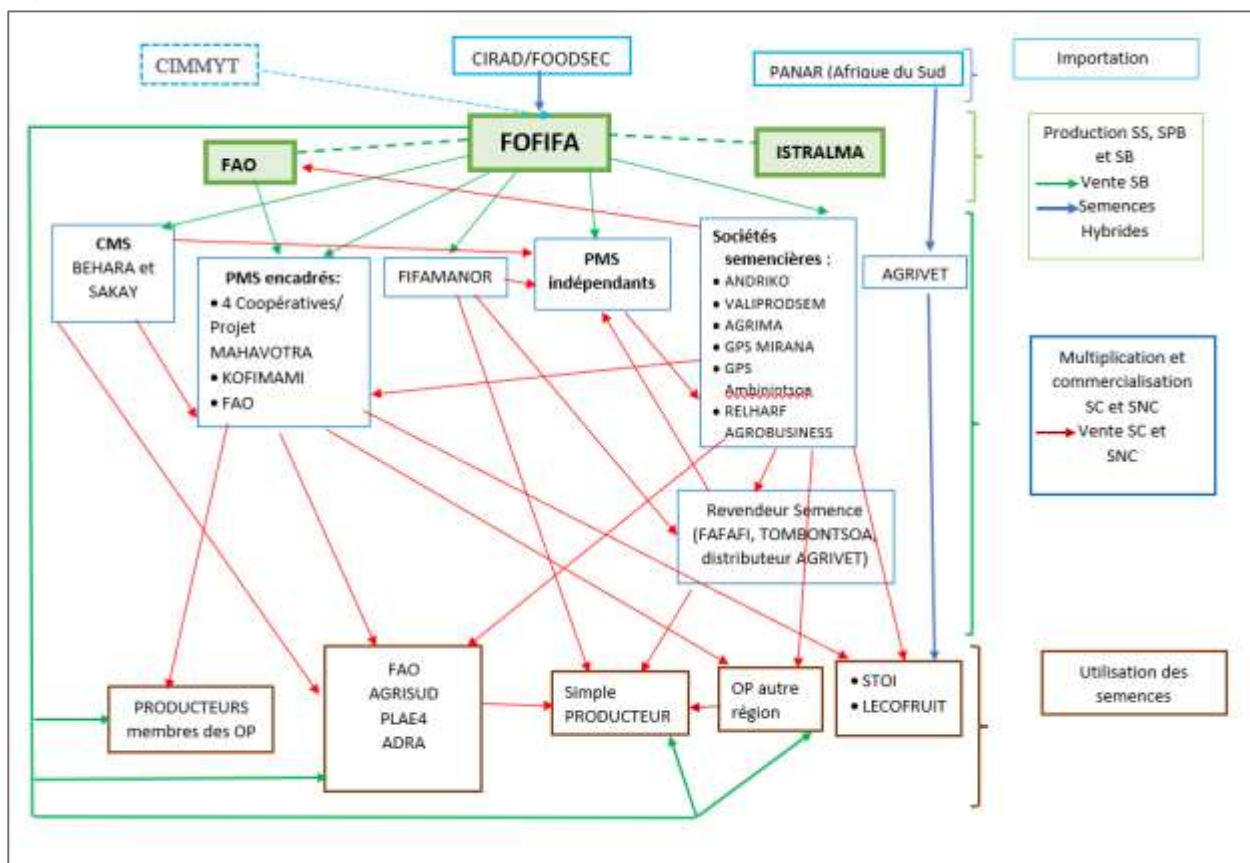 CIMMYT
CIRAD/FOODSEC
PANAR (Afrique du Sud
Importation
FOFIFA
FAO
ISTRALMA
Production SS, SPB
et SB
Vente SB
Semences
Hybrides
CMS
BEHARA et
SAKAY
PMS encadrés:
• 4 Coopératives/
Projet
MAHAVOTRA
• KOFIMAMI
• FAO
FIFAMANOR
PMS
indépendants
Sociétés
semencières :
• ANDRIKO
• VALIPRODSEM
• AGRIMA
• GPS MIRANA
• GPS
Ambinintsoa
• RELHARF
AGROBUSINESS
AGRIVET
Multiplication et
commercialisation
SC et SNC
Vente SC et
SNC
Revendeur Semence
(FAFAFI, TOMBONTSOA,
distributeur AGRIVET)
PRODUCTEURS
membres des OP
FAO
AGRISUD
PLAE4
ADRA
Simple
PRODUCTEUR
OP autre
région
• STOI
• LECOFRUIT
Utilisation des
semences